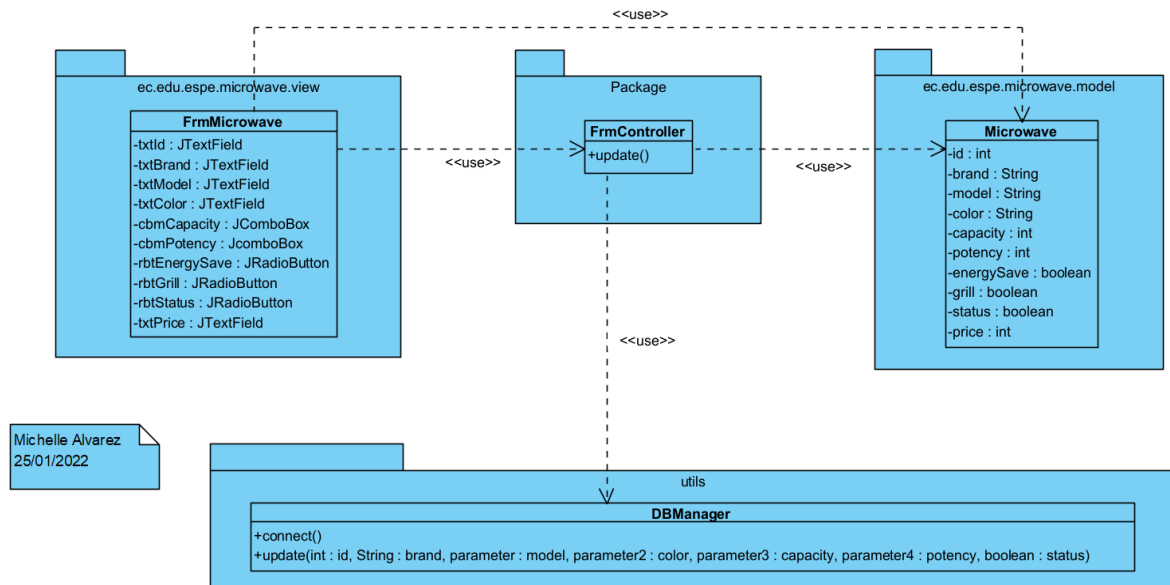 <<use>>
ec.edu.espe.microwave.view
FrmMicrowave
-txtId : JTextField
-txtBrand : JTextField
-txtModel : JTextField
-txtColor : JTextField
-cbmCapacity : JComboBox
-cbmPotency : JcomboBox
-rbtEnergySave : JRadioButton
-rbtGrill : JRadioButton
-rbtStatus : JRadioButton
-txtPrice : JTextField
<<use>>
Package
FrmController
+update()
<<use>>
ec.edu.espe.microwave.model
Microwave
-id : int
-brand : String
-model : String
-color : String
-capacity : int
-potency : int
-energySave : boolean
-grill : boolean
-status : boolean
-price : int
<<use>>
Michelle Alvarez
25/01/2022
utils
DBManager
+connect()
+update(int : id, String : brand, parameter : model, parameter2 : color, parameter3 : capacity, parameter4 : potency, boolean : status)